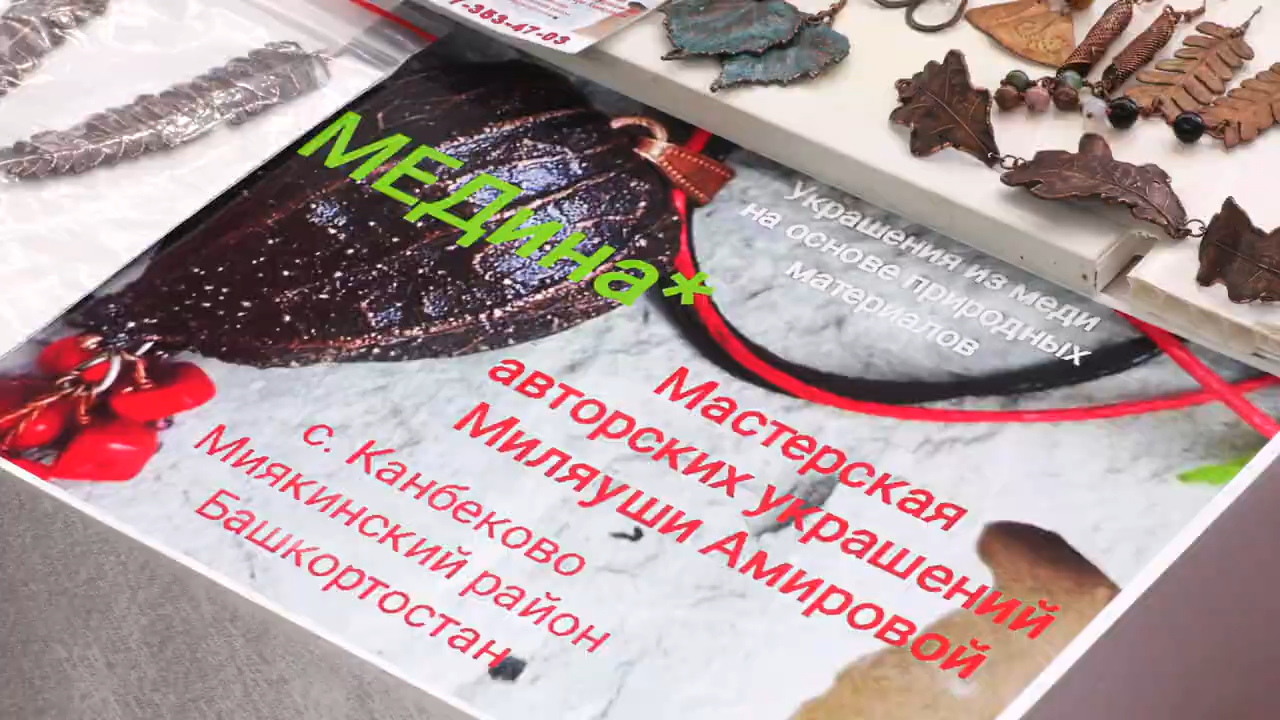 7-353-47-03
МЕДина*
Украшения из меди
на основе природных
материалов
Мастерская
авторских украшений
Миляуши Амировой
с. Канбеково
Миякинский район
Башкортостан